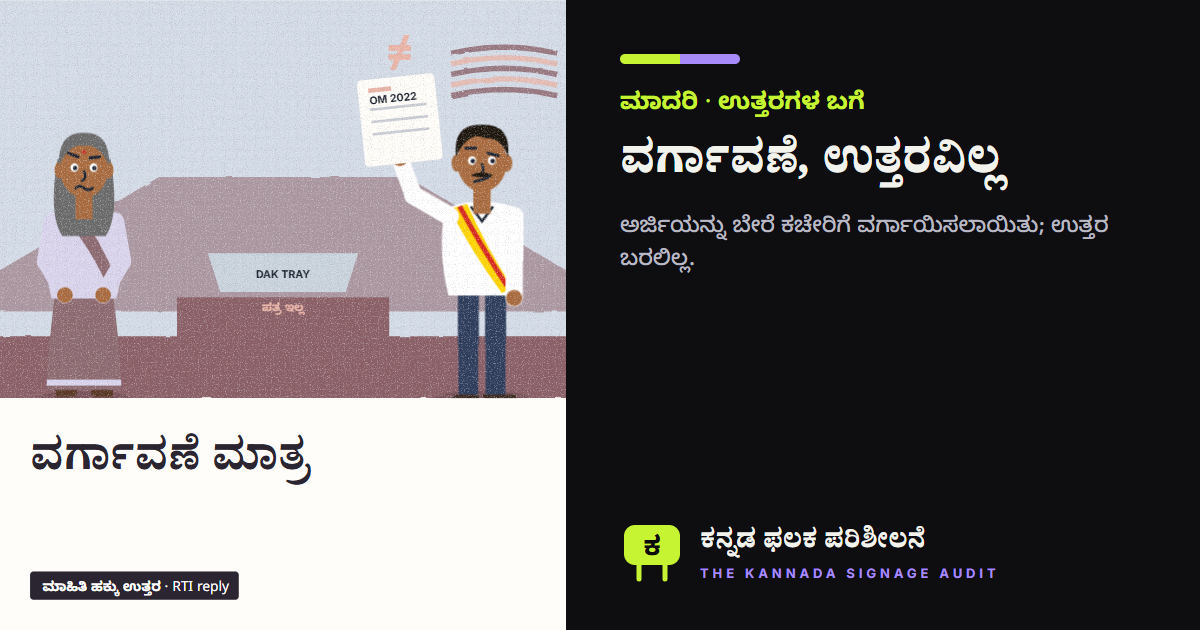 ≠
OM 2022
DAK TRAY
ಪತ್ರ ಇಲ್ಲ
ವರ್ಗಾವಣೆ ಮಾತ್ರ
ಮಾಹಿತಿ ಹಕ್ಕು ಉತ್ತರ · RTI reply
ಮಾದರಿ · ಉತ್ತರಗಳ ಬಗೆ
ವರ್ಗಾವಣೆ, ಉತ್ತರವಿಲ್ಲ
ಅರ್ಜಿಯನ್ನು ಬೇರೆ ಕಚೇರಿಗೆ ವರ್ಗಾಯಿಸಲಾಯಿತು; ಉತ್ತರ
ಬರಲಿಲ್ಲ.
ಕ
ಕನ್ನಡ ಫಲಕ ಪರಿಶೀಲನೆ
THE KANNADA SIGNAGE AUDIT